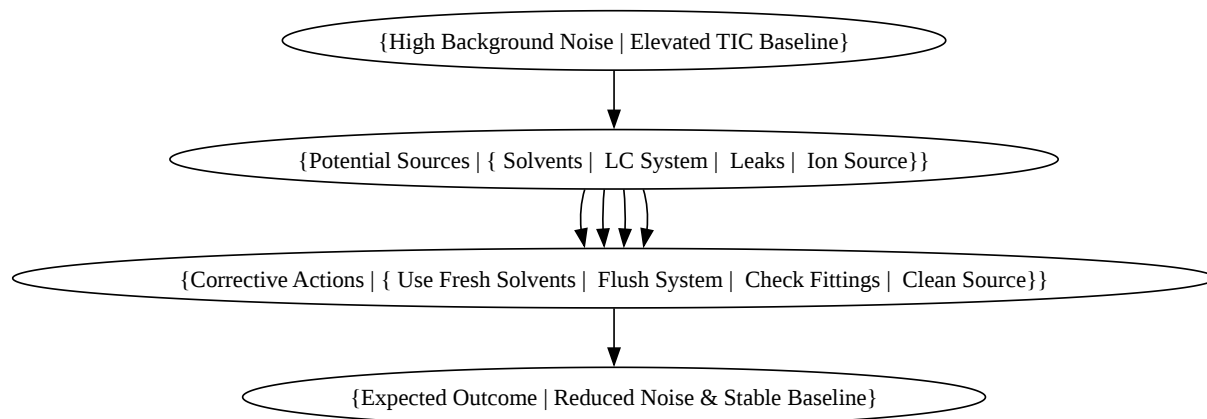 {High Background Noise | Elevated TIC Baseline}
{Potential Sources | { Solvents | LC System | Leaks | Ion Source}}
{Corrective Actions | { Use Fresh Solvents | Flush System | Check Fittings | Clean Source}}
{Expected Outcome | Reduced Noise & Stable Baseline}